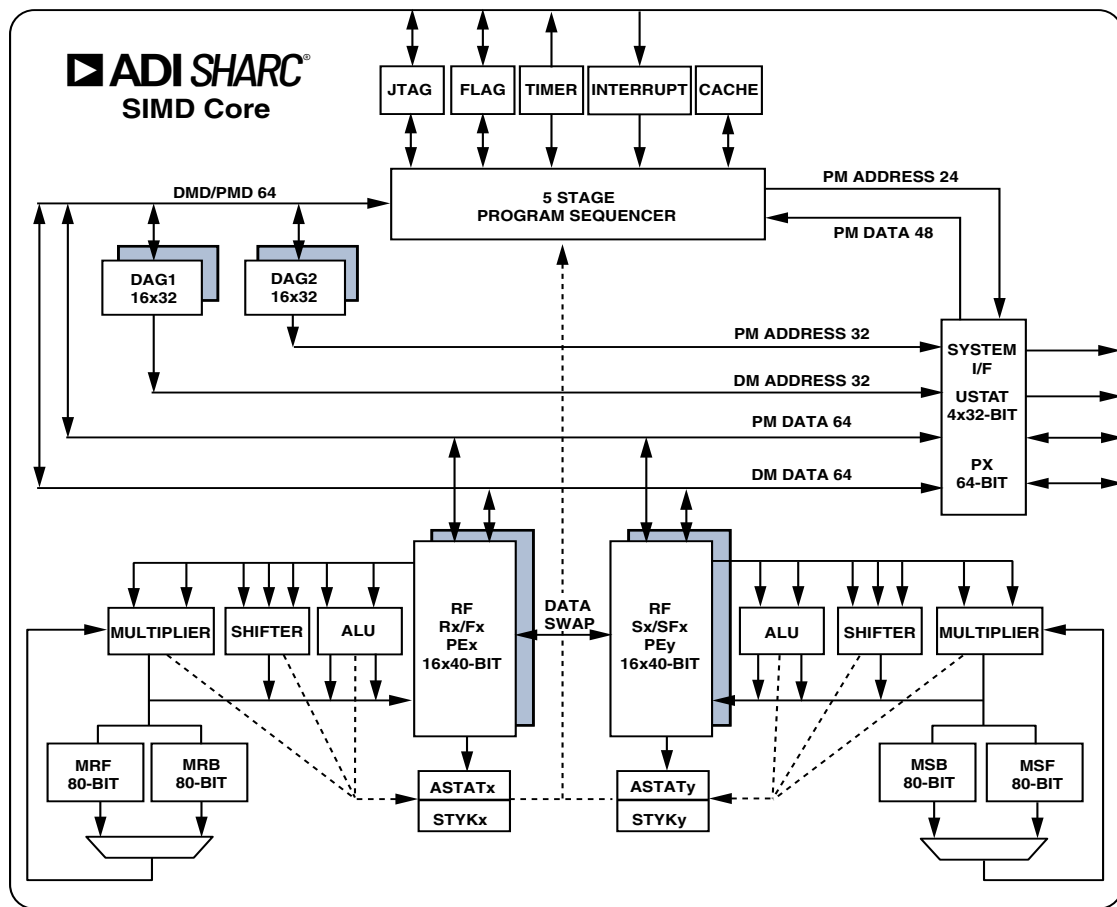 ADI SHARC®
SIMD Core
JTAG
FLAG
TIMER
INTERRUPT
CACHE
DMD/PMD 64
5 STAGE
PROGRAM SEQUENCER
PM ADDRESS 24
PM DATA 48
DAG1
16x32
DAG2
16x32
PM ADDRESS 32
DM ADDRESS 32
PM DATA 64
DM DATA 64
SYSTEM
I/F
USTAT
4x32-BIT
PX
64-BIT
MULTIPLIER
SHIFTER
ALU
RF
Rx/Fx
PEx
16x40-BIT
DATA
SWAP
RF
Sx/SFx
PEy
16x40-BIT
ALU
SHIFTER
MULTIPLIER
MRF
80-BIT
MRB
80-BIT
ASTATx
STYKx
ASTATy
STYKy
MSB
80-BIT
MSF
80-BIT